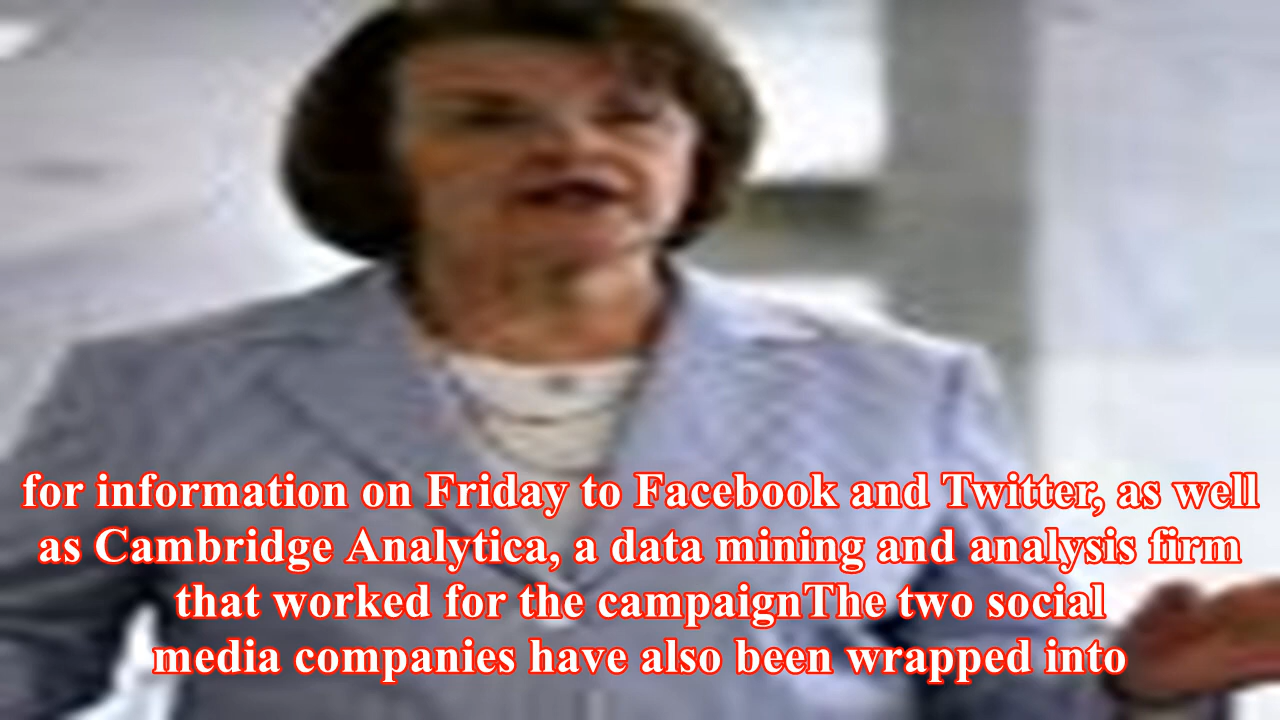 for information on Friday to Facebook and Twitter, as well
as Cambridge Analytica, a data mining and analysis firm
that worked for the campaignThe two social
media companies have also been wrapped into